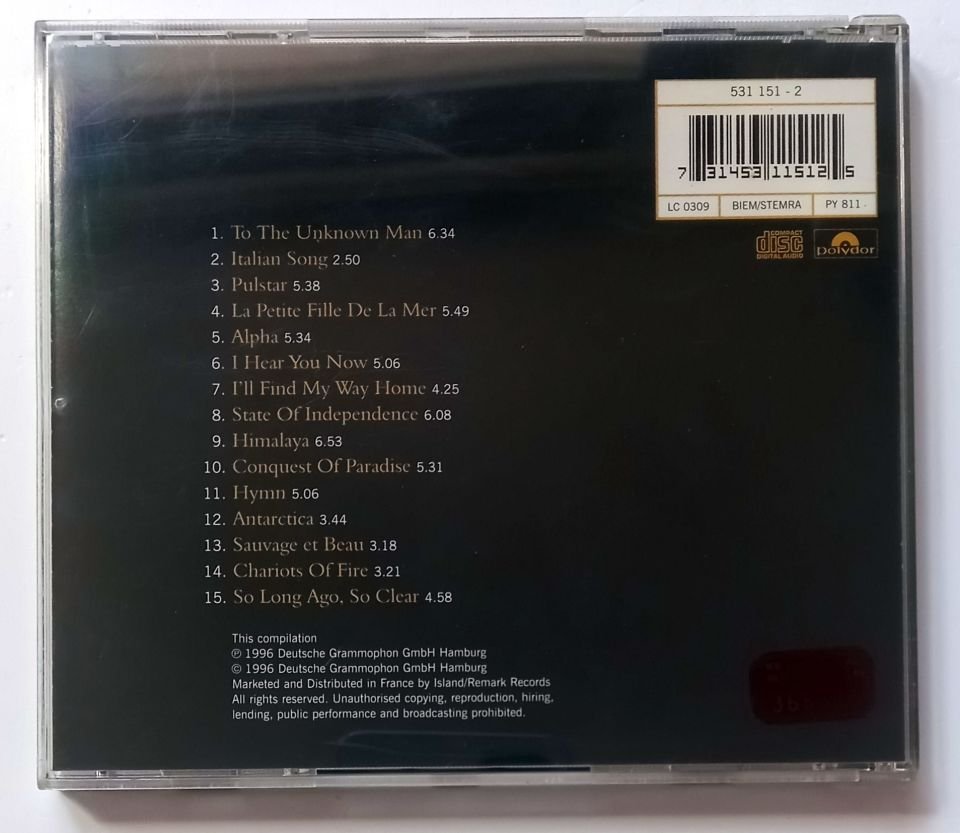 531 151 - 2
7 31453 11512 5
LC 0309 BIEM/STEMRA PY 811
COMPACT
disc
DIGITAL AUDIO
polydor
1. To The Unknown Man 6.34
2. Italian Song 2.50
3. Pulstar 5.38
4. La Petite Fille De La Mer 5.49
5. Alpha 5.34
6. I Hear You Now 5.06
7. I'll Find My Way Home 4.25
8. State Of Independence 6.08
9. Himalaya 6.53
10. Conquest Of Paradise 5.31
11. Hymn 5.06
12. Antarctica 3.44
13. Sauvage et Beau 3.18
14. Chariots Of Fire 3.21
15. So Long Ago, So Clear 4.58
This compilation
℗ 1996 Deutsche Grammophon GmbH Hamburg
© 1996 Deutsche Grammophon GmbH Hamburg
Marketed and Distributed in France by Island/Remark Records
All rights reserved. Unauthorised copying, reproduction, hiring,
lending, public performance and broadcasting prohibited.